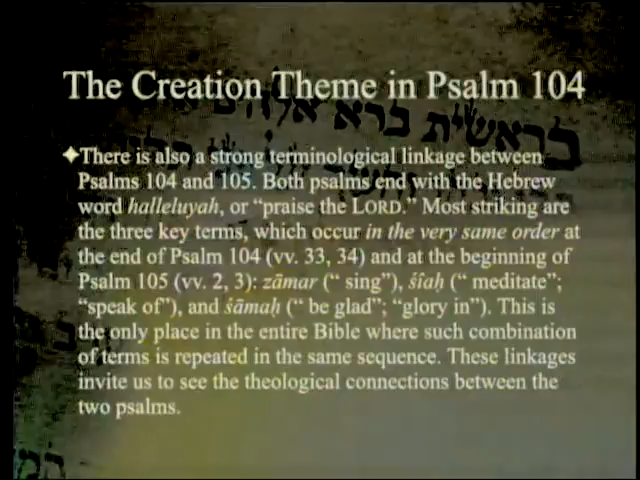 The Creation Theme in Psalm 104
בראשית ברא אלהים
✦There is also a strong terminological linkage between
Psalms 104 and 105. Both psalms end with the Hebrew
word halleluyah, or “praise the LORD.” Most striking are
the three key terms, which occur in the very same order at
the end of Psalm 104 (vv. 33, 34) and at the beginning of
Psalm 105 (vv. 2, 3): zāmar (“ sing”), śîaḥ (“ meditate”;
“speak of”), and śāmaḥ (“ be glad”; “glory in”). This is
the only place in the entire Bible where such combination
of terms is repeated in the same sequence. These linkages
invite us to see the theological connections between the
two psalms.